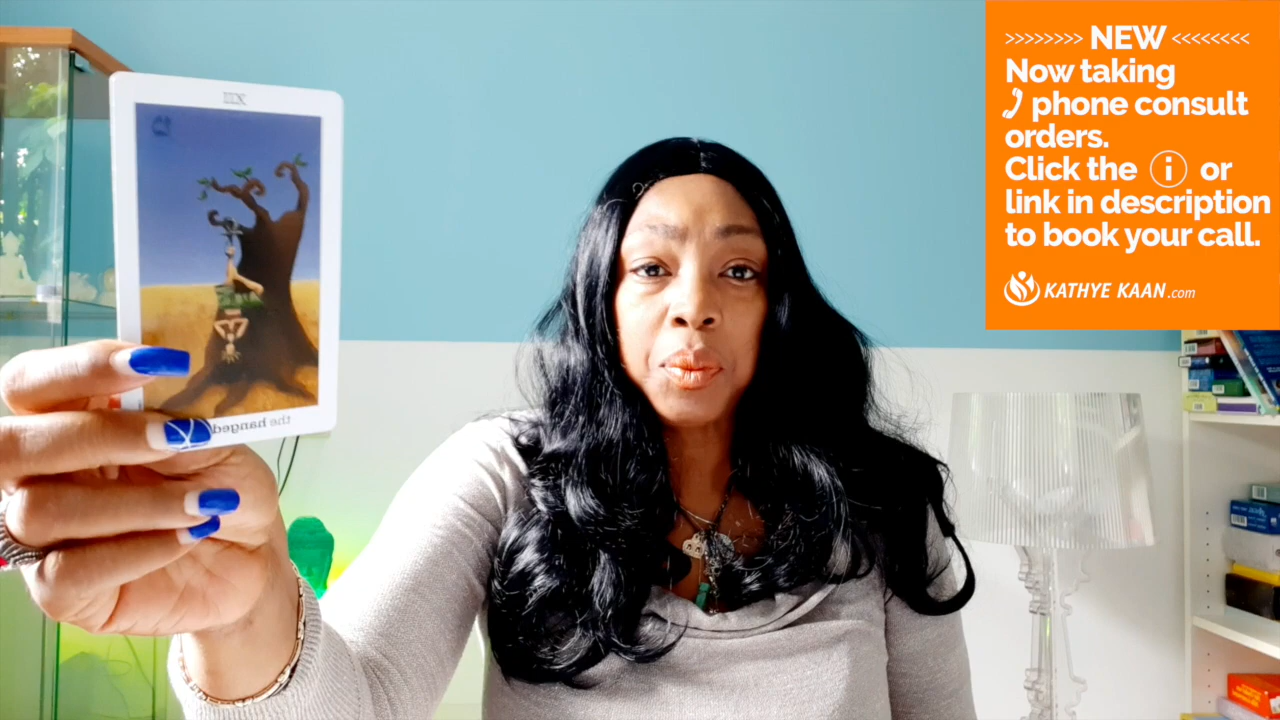 >>>>>>>> NEW <<<<<<<<
Now taking
phone consult
orders.
Click the i or
link in description
to book your call.
KATHYE KAAN.com
XII
the hanged